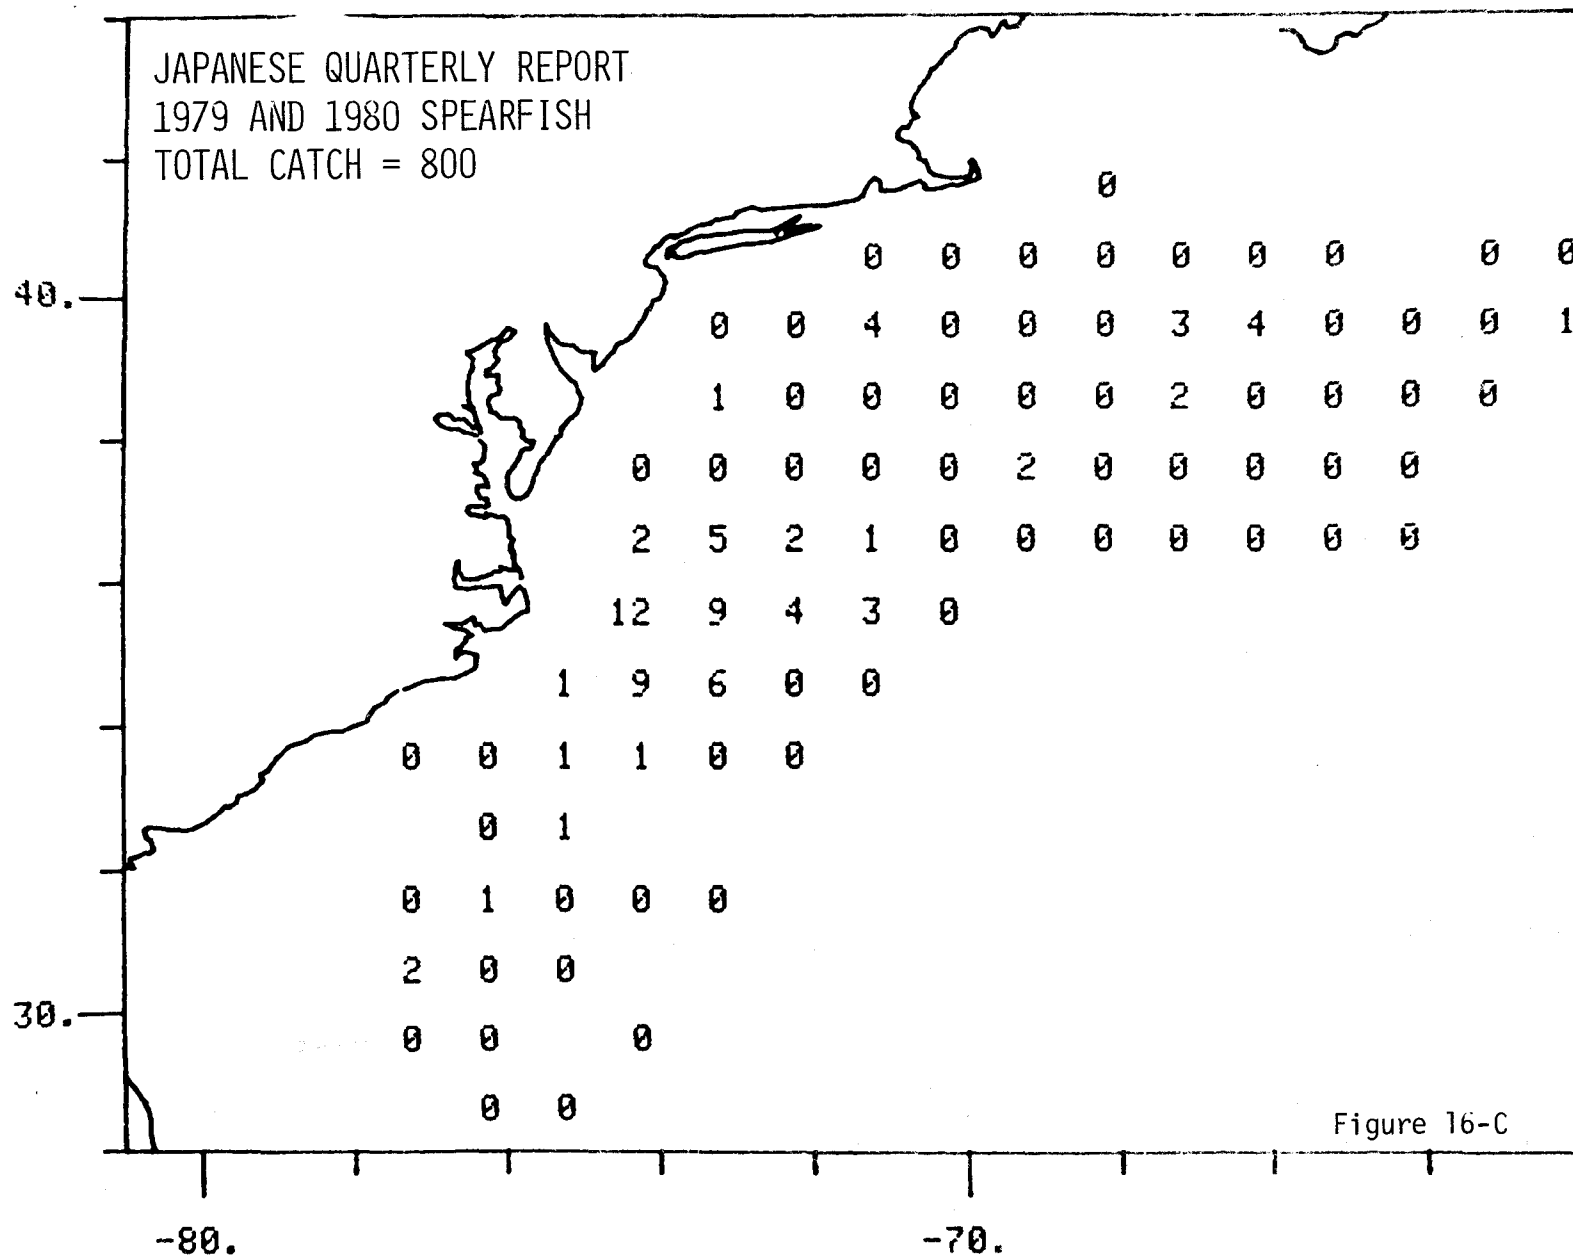 JAPANESE QUARTERLY REPORT
1979 AND 1980 SPEARFISH
TOTAL CATCH = 800
0
0 0 0 0 0 0 0 0 0
40.
0 0 4 0 0 0 3 4 0 0 0 1
1 0 0 0 0 0 2 0 0 0 0
0 0 0 0 0 2 0 0 0 0 0
2 5 2 1 0 0 0 0 0 0 0
12 9 4 3 0
1 9 6 0 0
0 0 1 1 0 0
0 1
0 1 0 0 0
2 0 0
30.
0 0 0
0 0
Figure 16-C
-80. -70.